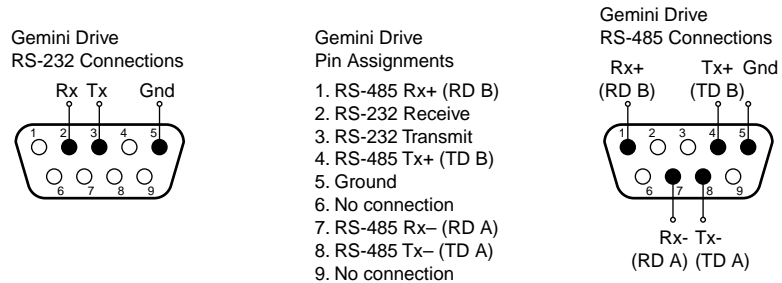 Gemini Drive
RS-232 Connections
Rx Tx Gnd
1 2 3 4 5
6 7 8 9
Gemini Drive
Pin Assignments
1. RS-485 Rx+ (RD B)
2. RS-232 Receive
3. RS-232 Transmit
4. RS-485 Tx+ (TD B)
5. Ground
6. No connection
7. RS-485 Rx– (RD A)
8. RS-485 Tx– (TD A)
9. No connection
Gemini Drive
RS-485 Connections
Rx+ Tx+ Gnd
(RD B) (TD B)
1 2 3 4 5
6 7 8 9
Rx- Tx-
(RD A) (TD A)